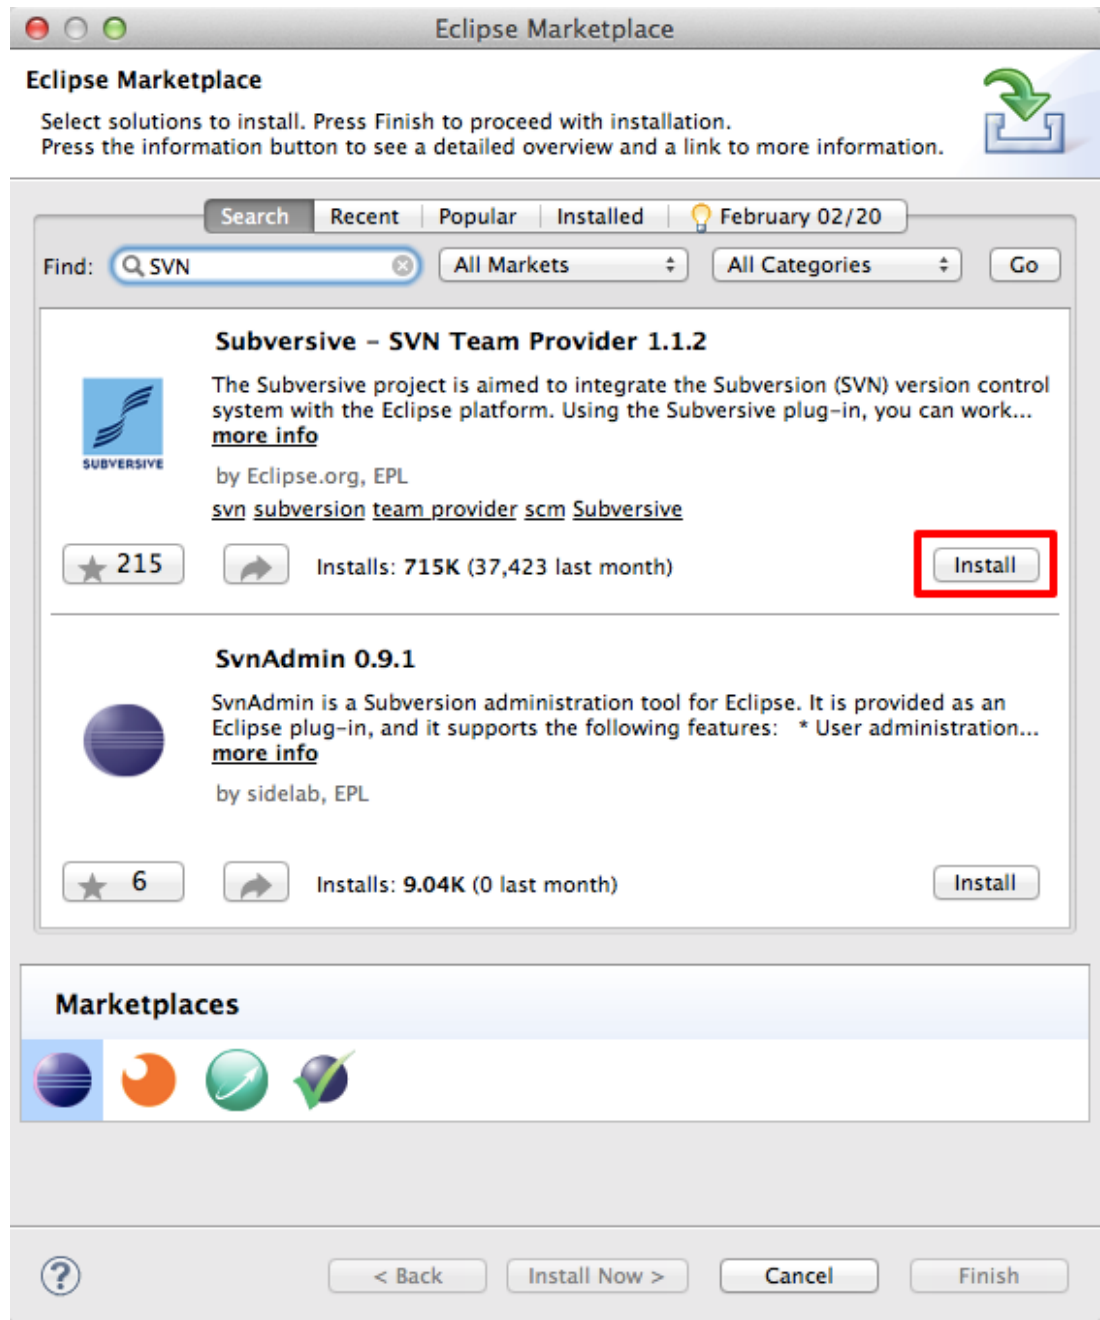 Eclipse Marketplace
Eclipse Marketplace
Select solutions to install. Press Finish to proceed with installation.
Press the information button to see a detailed overview and a link to more information.
Search Recent Popular Installed February 02/20
Find: SVN All Markets All Categories Go
Subversive – SVN Team Provider 1.1.2
The Subversive project is aimed to integrate the Subversion (SVN) version control
system with the Eclipse platform. Using the Subversive plug-in, you can work...
more info
SUBVERSIVE
by Eclipse.org, EPL
svn subversion team provider scm Subversive
215 Installs: 715K (37,423 last month) Install
SvnAdmin 0.9.1
SvnAdmin is a Subversion administration tool for Eclipse. It is provided as an
Eclipse plug-in, and it supports the following features: * User administration...
more info
by sidelab, EPL
6 Installs: 9.04K (0 last month) Install
Marketplaces
? < Back Install Now > Cancel Finish